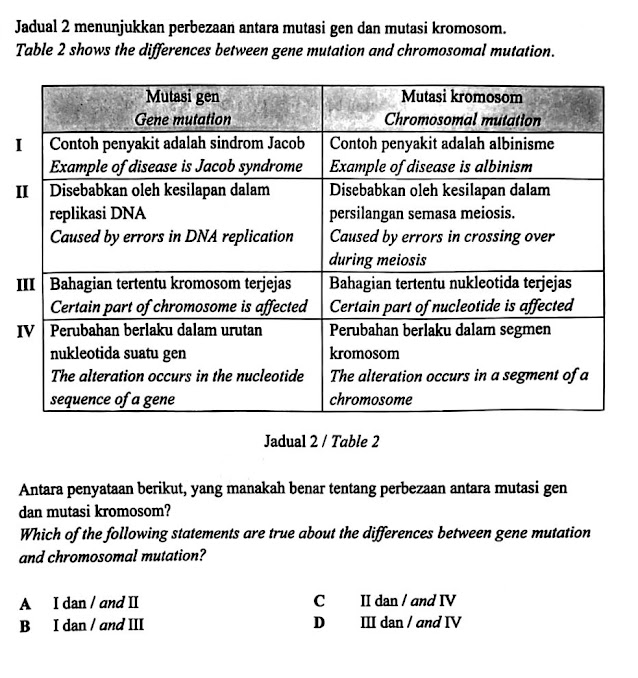 Jadual 2 menunjukkan perbezaan antara mutasi gen dan mutasi kromosom.
Table 2 shows the differences between gene mutation and chromosomal mutation.
Mutasi gen
Gene mutation
Mutasi kromosom
Chromosomal mutation
I
Contoh penyakit adalah sindrom Jacob
Example of disease is Jacob syndrome
Contoh penyakit adalah albinisme
Example of disease is albinism
II
Disebabkan oleh kesilapan dalam
replikasi DNA
Caused by errors in DNA replication
Disebabkan oleh kesilapan dalam
persilangan semasa meiosis.
Caused by errors in crossing over
during meiosis
III
Bahagian tertentu kromosom terjejas
Certain part of chromosome is affected
Bahagian tertentu nukleotida terjejas
Certain part of nucleotide is affected
IV
Perubahan berlaku dalam urutan
nukleotida suatu gen
The alteration occurs in the nucleotide
sequence of a gene
Perubahan berlaku dalam segmen
kromosom
The alteration occurs in a segment of a
chromosome
Jadual 2 / Table 2
Antara penyataan berikut, yang manakah benar tentang perbezaan antara mutasi gen
dan mutasi kromosom?
Which of the following statements are true about the differences between gene mutation
and chromosomal mutation?
A I dan / and II
B I dan / and III
C II dan / and IV
D III dan / and IV